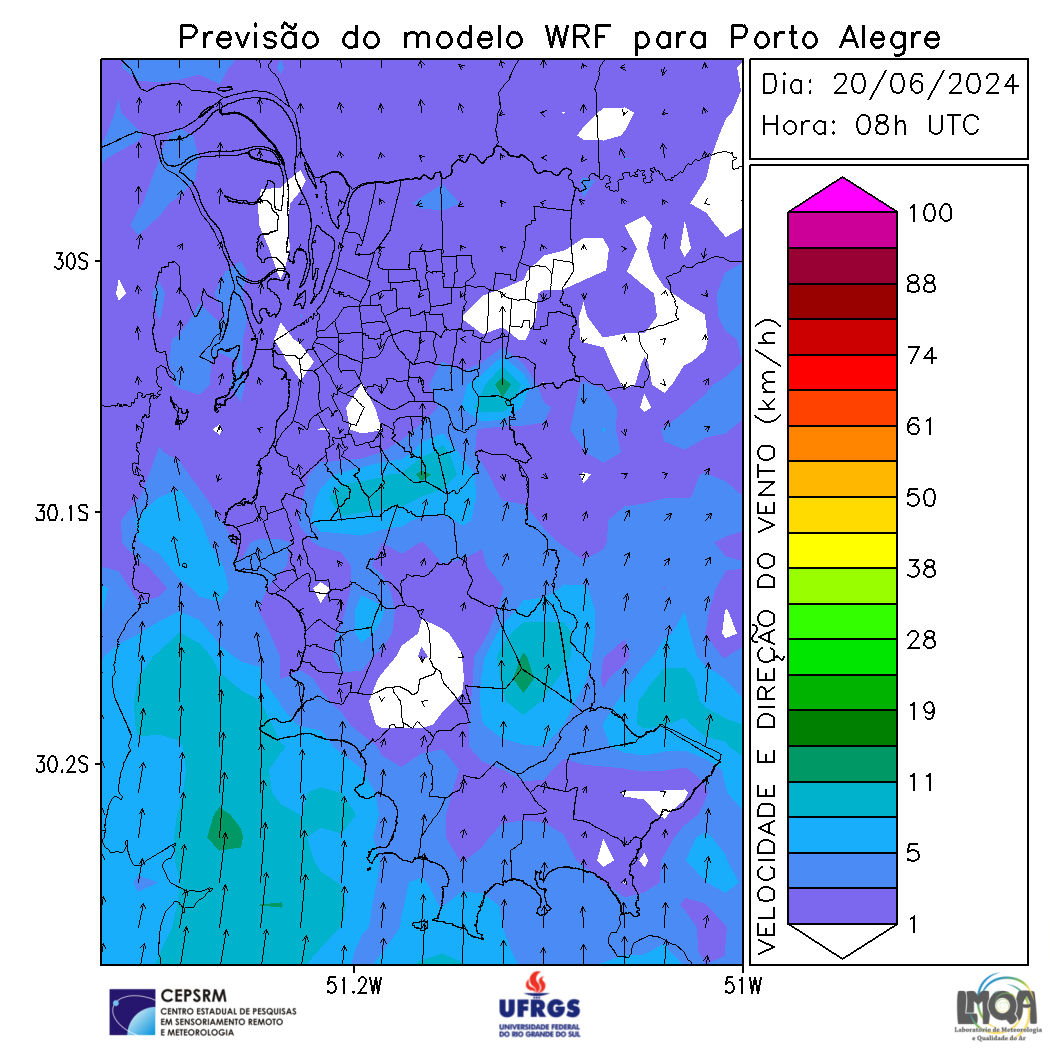 Previsão do modelo WRF para Porto Alegre
Dia: 20/06/2024
Hora: 08h UTC
30S
30.1S
30.2S
51.2W
51W
VELOCIDADE E DIREÇÃO DO VENTO (km/h)
100
88
74
61
50
38
28
19
11
5
1
CEPSRM
CENTRO ESTADUAL DE PESQUISAS
EM SENSORIAMENTO REMOTO
E METEOROLOGIA
UFRGS
UNIVERSIDADE FEDERAL
DO RIO GRANDE DO SUL
LMQA
Laboratório de Meteorologia
e Qualidade do Ar